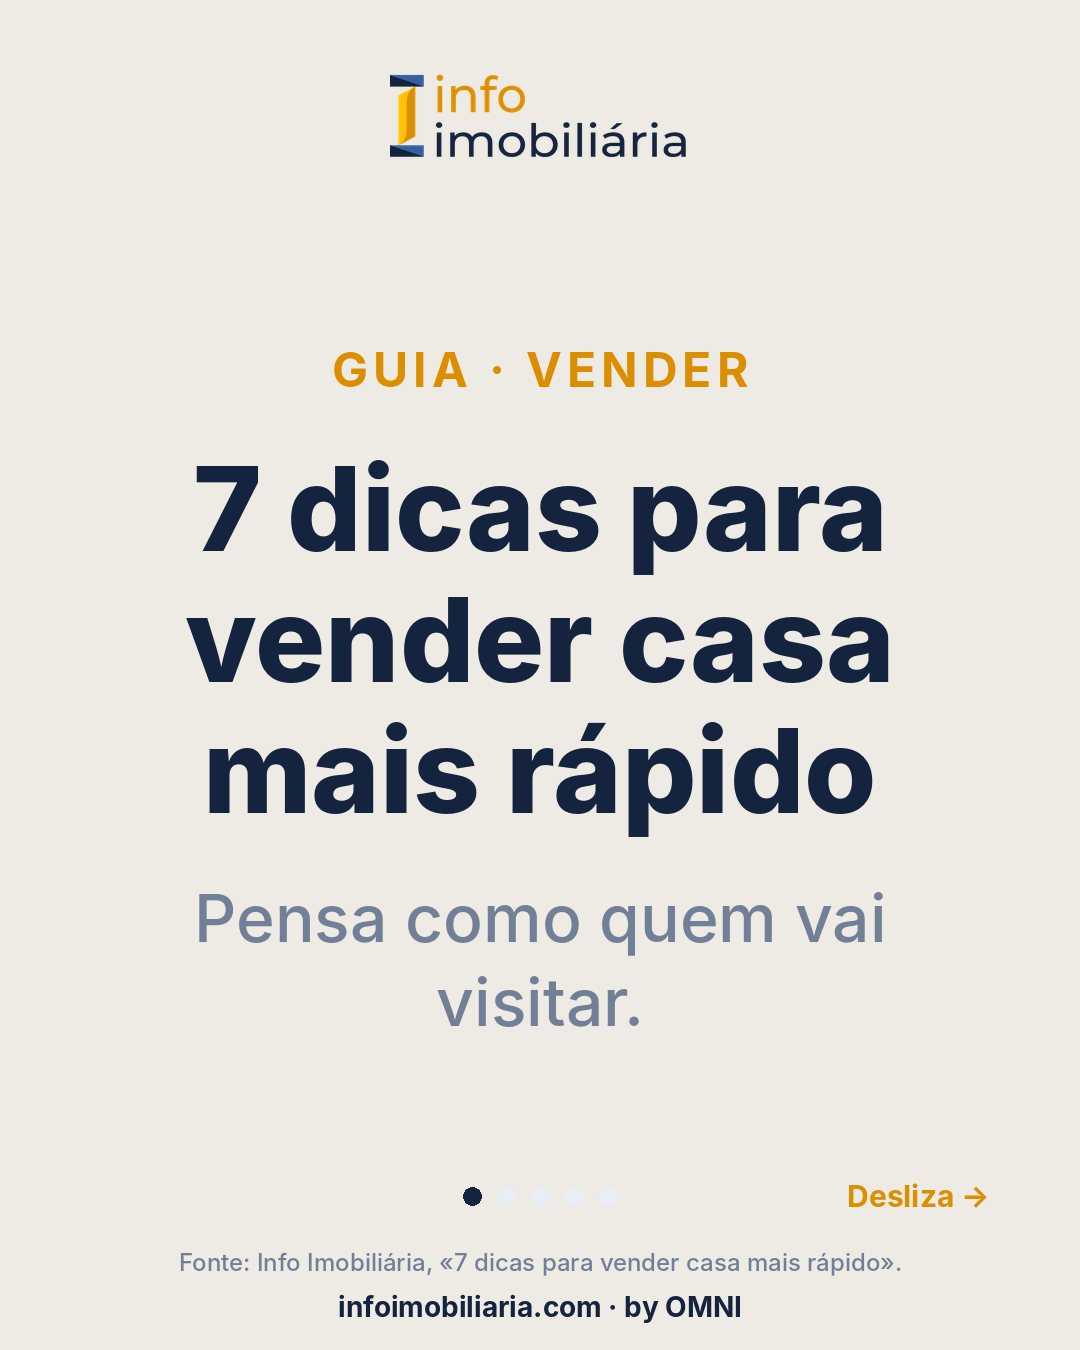 info
imobiliária
GUIA · VENDER
7 dicas para
vender casa
mais rápido
Pensa como quem vai
visitar.
Desliza →
Fonte: Info Imobiliária, «7 dicas para vender casa mais rápido».
infoimobiliaria.com · by OMNI